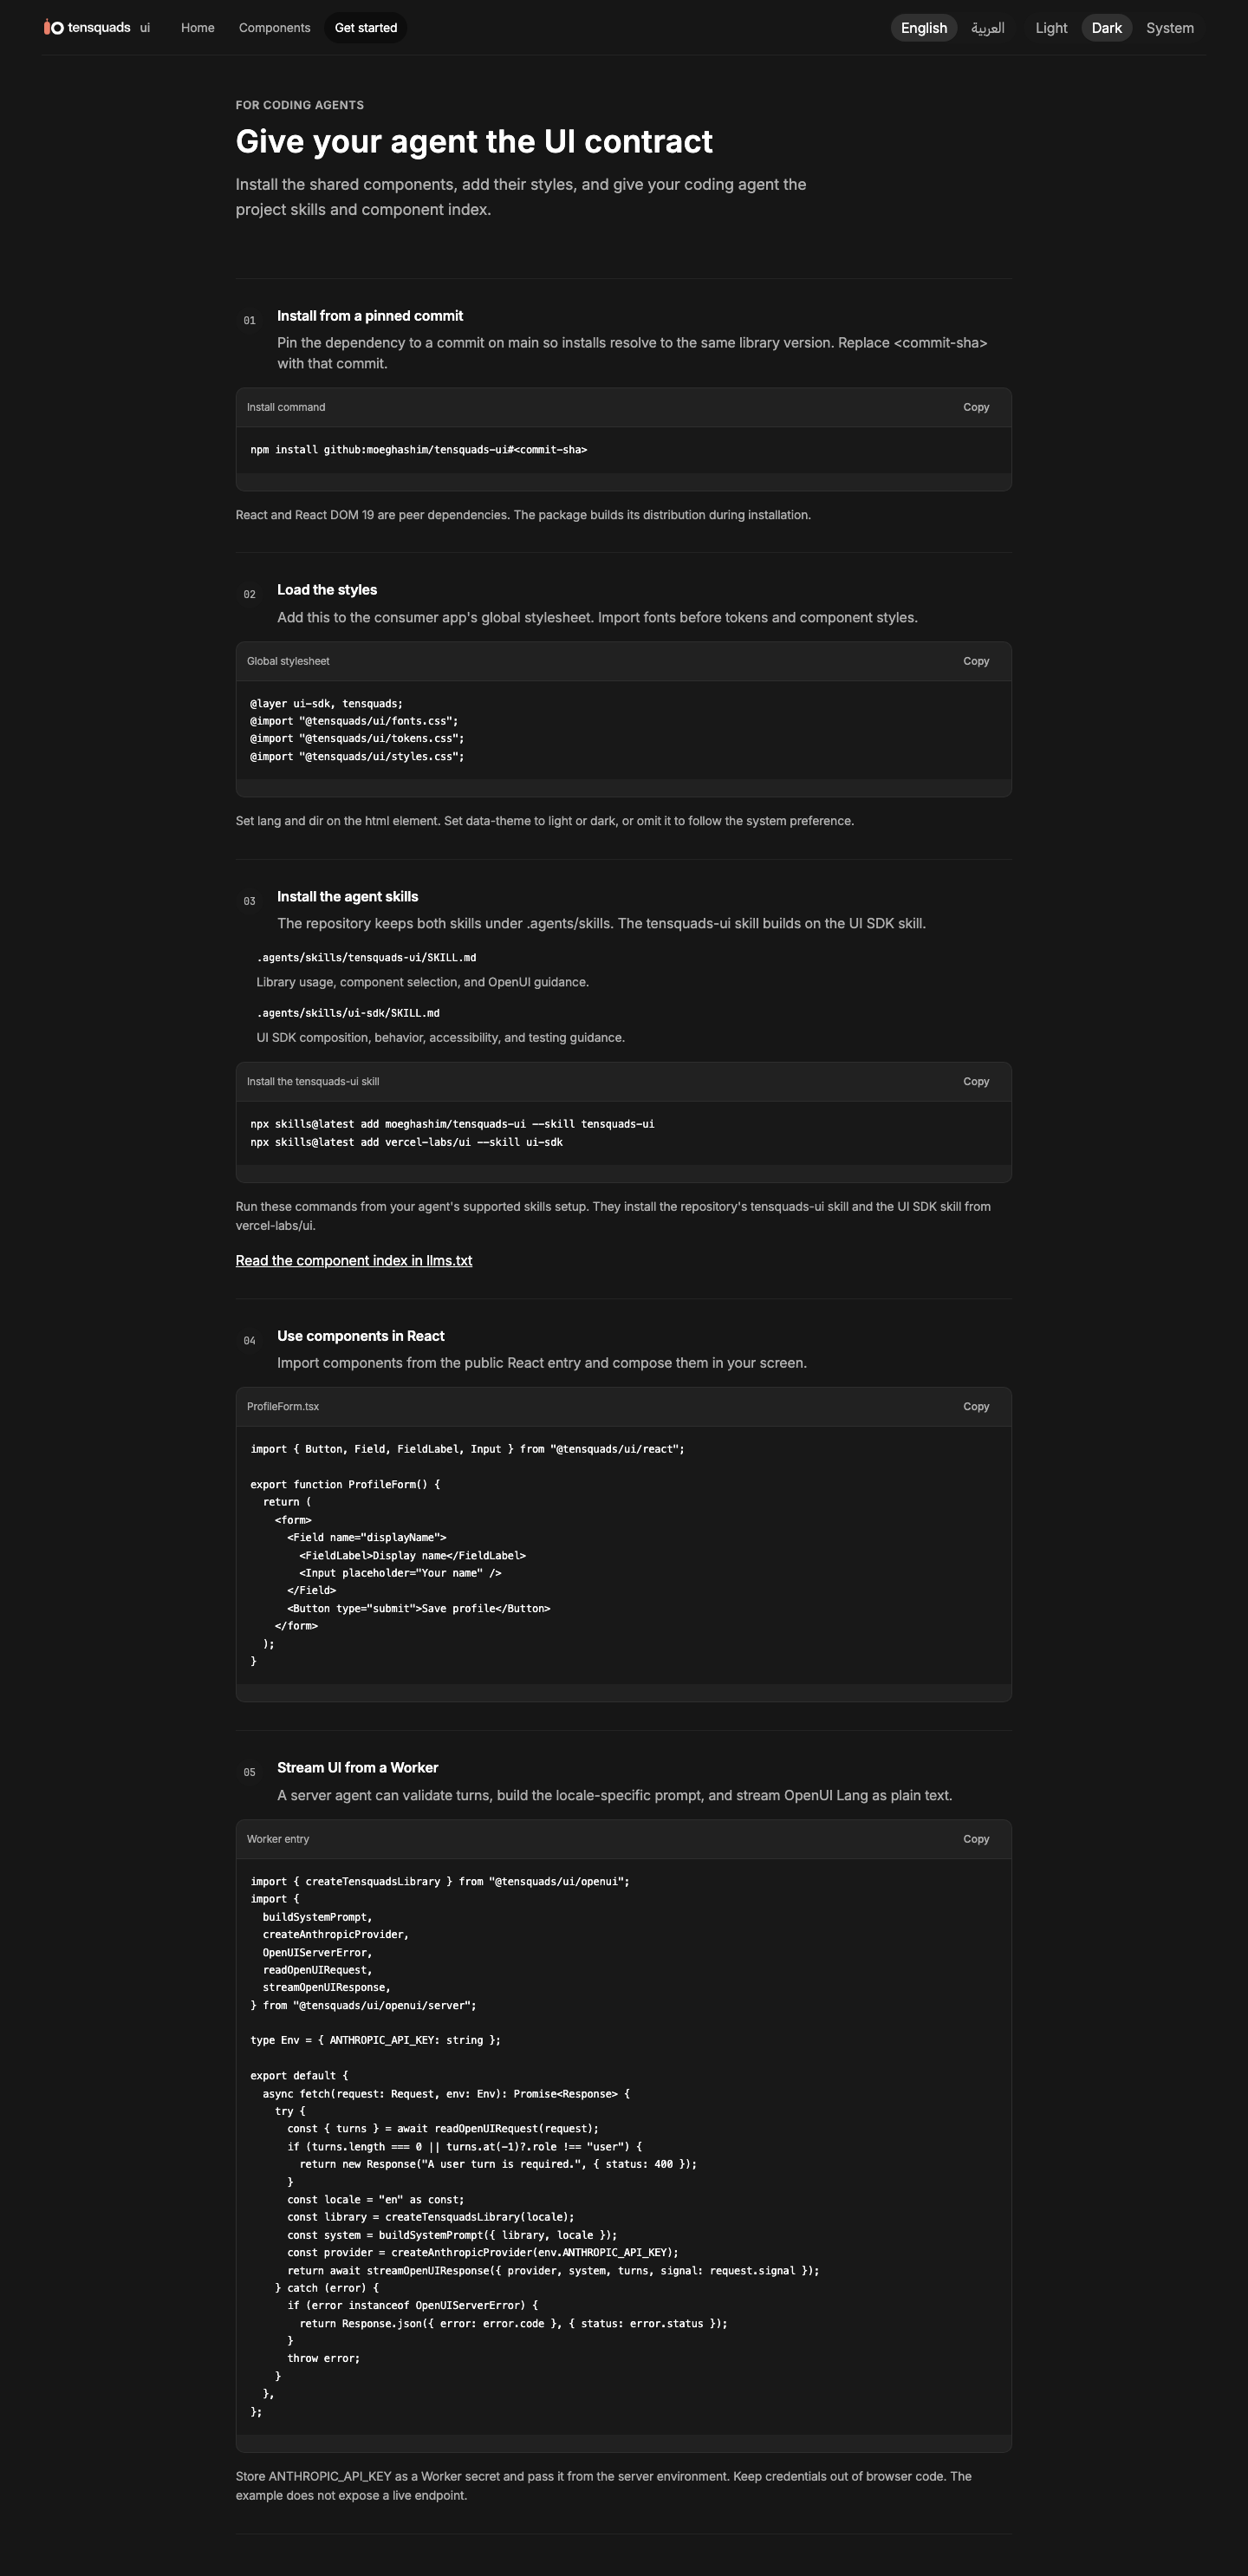 tensquads ui Home Components Get started English العربية Light Dark System
FOR CODING AGENTS
Give your agent the UI contract
Install the shared components, add their styles, and give your coding agent the
project skills and component index.
01 Install from a pinned commit
Pin the dependency to a commit on main so installs resolve to the same library version. Replace <commit-sha>
with that commit.
Install command Copy
npm install github:moeghashim/tensquads-ui#<commit-sha>
React and React DOM 19 are peer dependencies. The package builds its distribution during installation.
02 Load the styles
Add this to the consumer app's global stylesheet. Import fonts before tokens and component styles.
Global stylesheet Copy
@layer ui-sdk, tensquads;
@import "@tensquads/ui/fonts.css";
@import "@tensquads/ui/tokens.css";
@import "@tensquads/ui/styles.css";
Set lang and dir on the html element. Set data-theme to light or dark, or omit it to follow the system preference.
03 Install the agent skills
The repository keeps both skills under .agents/skills. The tensquads-ui skill builds on the UI SDK skill.
.agents/skills/tensquads-ui/SKILL.md
Library usage, component selection, and OpenUI guidance.
.agents/skills/ui-sdk/SKILL.md
UI SDK composition, behavior, accessibility, and testing guidance.
Install the tensquads-ui skill Copy
npx skills@latest add moeghashim/tensquads-ui --skill tensquads-ui
npx skills@latest add vercel-labs/ui --skill ui-sdk
Run these commands from your agent's supported skills setup. They install the repository's tensquads-ui skill and the UI SDK skill from
vercel-labs/ui.
Read the component index in llms.txt
04 Use components in React
Import components from the public React entry and compose them in your screen.
ProfileForm.tsx Copy
import { Button, Field, FieldLabel, Input } from "@tensquads/ui/react";
export function ProfileForm() {
  return (
    <form>
      <Field name="displayName">
        <FieldLabel>Display name</FieldLabel>
        <Input placeholder="Your name" />
      </Field>
      <Button type="submit">Save profile</Button>
    </form>
  );
}
05 Stream UI from a Worker
A server agent can validate turns, build the locale-specific prompt, and stream OpenUI Lang as plain text.
Worker entry Copy
import { createTensquadsLibrary } from "@tensquads/ui/openui";
import {
  buildSystemPrompt,
  createAnthropicProvider,
  OpenUIServerError,
  readOpenUIRequest,
  streamOpenUIResponse,
} from "@tensquads/ui/openui/server";
type Env = { ANTHROPIC_API_KEY: string };
export default {
  async fetch(request: Request, env: Env): Promise<Response> {
    try {
      const { turns } = await readOpenUIRequest(request);
      if (turns.length === 0 || turns.at(-1)?.role !== "user") {
        return new Response("A user turn is required.", { status: 400 });
      }
      const locale = "en" as const;
      const library = createTensquadsLibrary(locale);
      const system = buildSystemPrompt({ library, locale });
      const provider = createAnthropicProvider(env.ANTHROPIC_API_KEY);
      return await streamOpenUIResponse({ provider, system, turns, signal: request.signal });
    } catch (error) {
      if (error instanceof OpenUIServerError) {
        return Response.json({ error: error.code }, { status: error.status });
      }
      throw error;
    }
  },
};
Store ANTHROPIC_API_KEY as a Worker secret and pass it from the server environment. Keep credentials out of browser code. The
example does not expose a live endpoint.